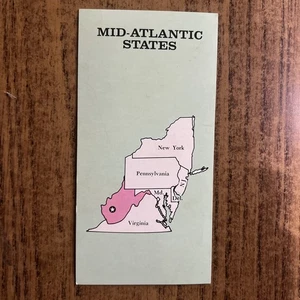 MID-ATLANTIC
STATES
New York
Pennsylvania
N.J.
Md.
Del.
Virginia